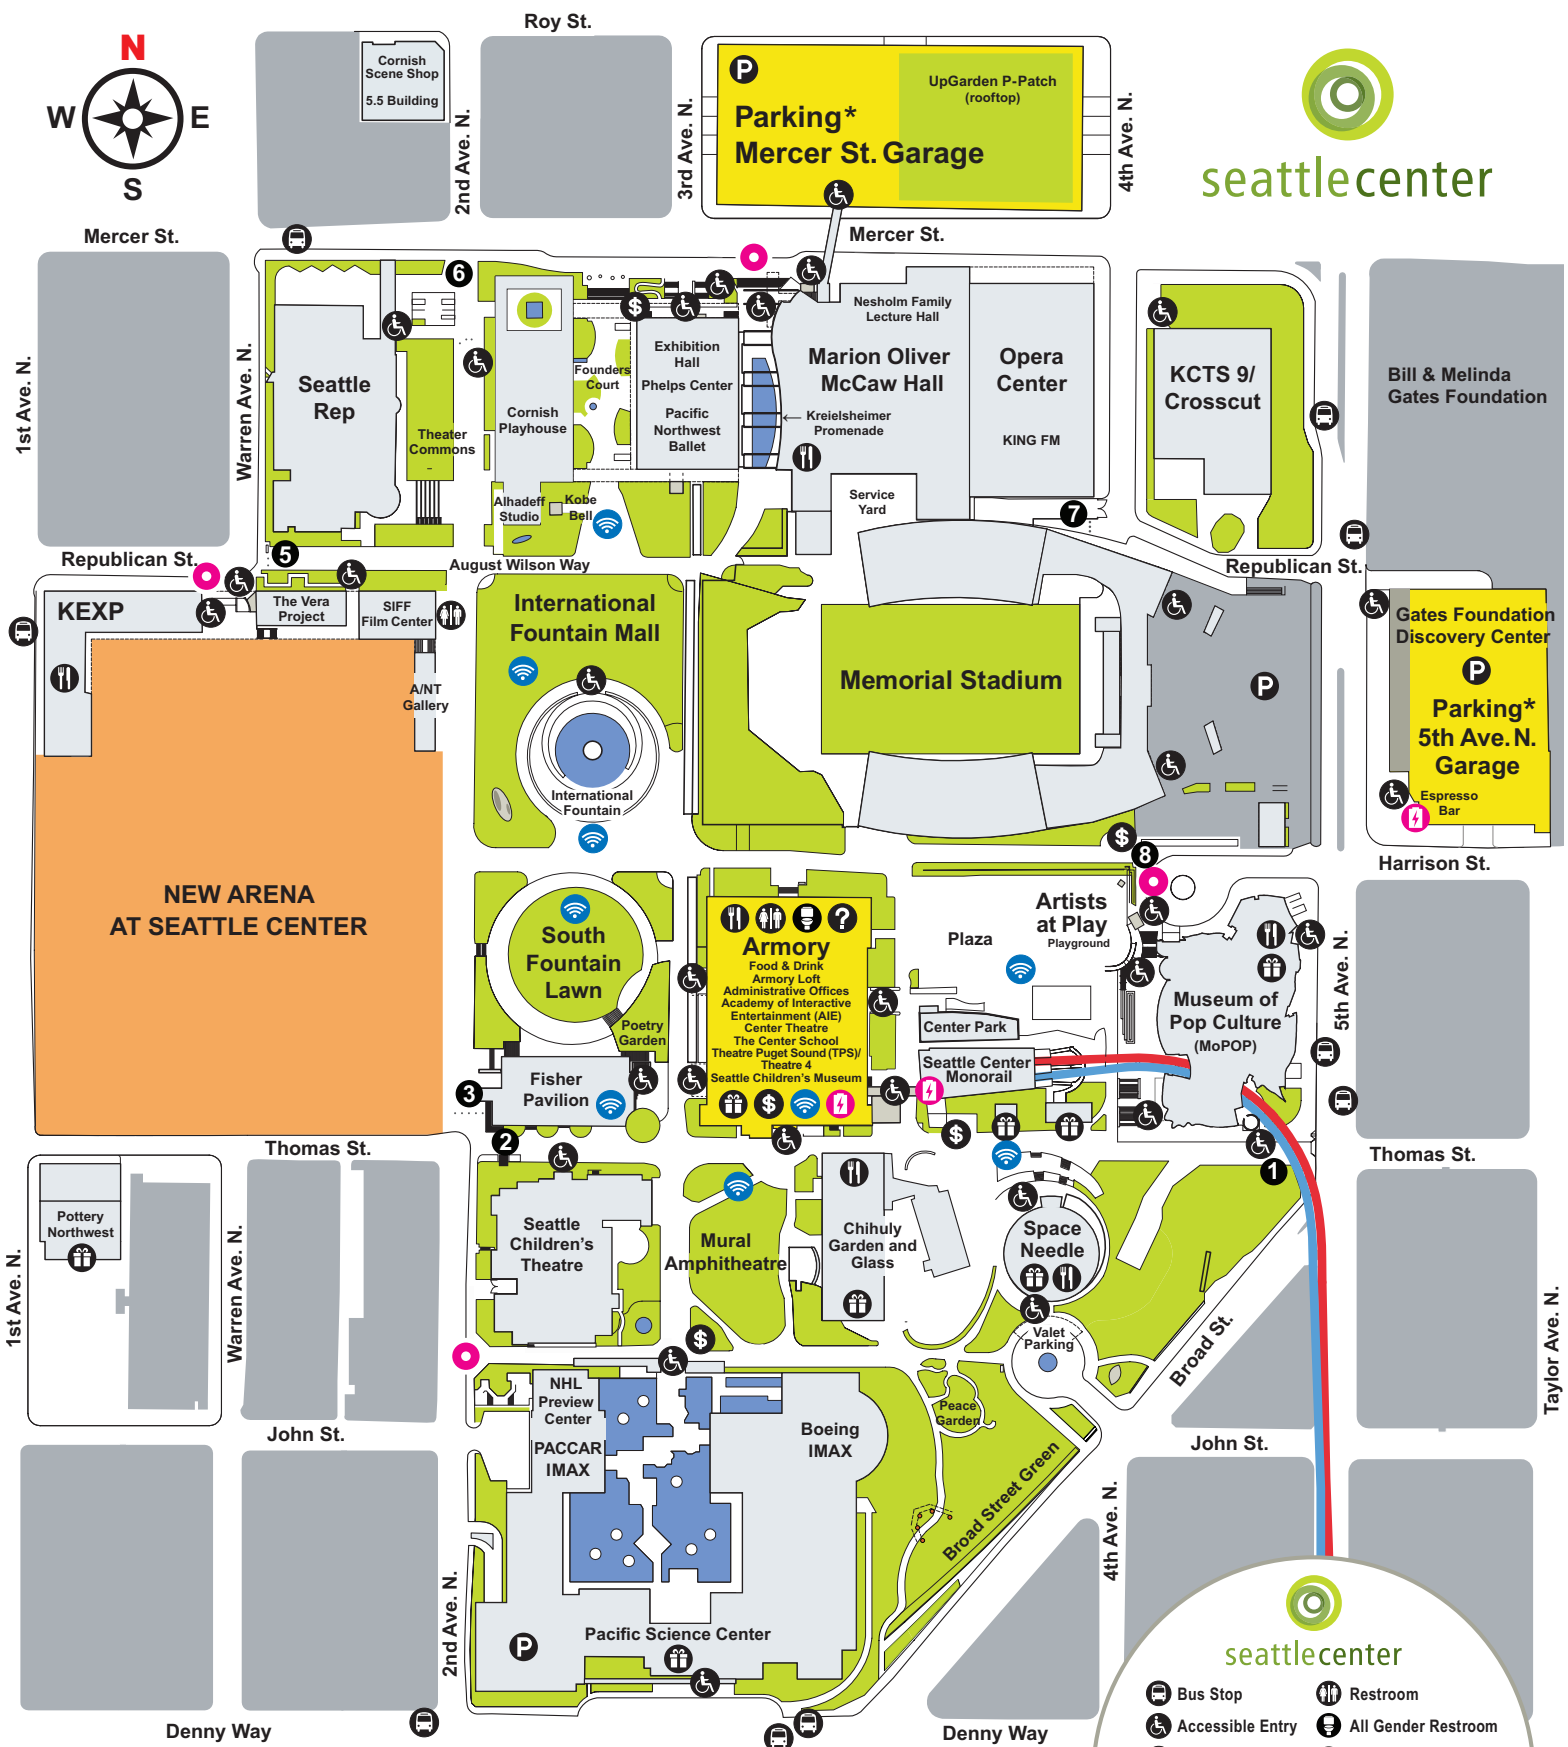 Roy St.
N
W
E
S
Cornish
Scene Shop
5.5 Building
2nd Ave. N.
3rd Ave. N.
4th Ave. N.
P
Parking*
Mercer St. Garage
UpGarden P-Patch
(rooftop)
seattlecenter
Mercer St.
Mercer St.
6
1st Ave. N.
Warren Ave. N.
Seattle
Rep
Theater
Commons
Cornish
Playhouse
Founders
Court
$
Exhibition
Hall
Phelps Center
Pacific
Northwest
Ballet
Nesholm Family
Lecture Hall
Marion Oliver
McCaw Hall
Kreielsheimer
Promenade
Opera
Center
KING FM
KCTS 9/
Crosscut
Bill & Melinda
Gates Foundation
Alhadeff
Studio
Kobe
Bell
Service
Yard
7
5
Republican St.
August Wilson Way
Republican St.
KEXP
The Vera
Project
SIFF
Film Center
A/NT
Gallery
International
Fountain Mall
International
Fountain
Memorial Stadium
P
Gates Foundation
Discovery Center
P
Parking*
5th Ave. N.
Garage
Espresso
Bar
$
8
Harrison St.
NEW ARENA
AT SEATTLE CENTER
South
Fountain
Lawn
Poetry
Garden
?
Armory
Food & Drink
Armory Loft
Administrative Offices
Academy of Interactive
Entertainment (AIE)
Center Theatre
The Center School
Theatre Puget Sound (TPS)/
Theatre 4
Seattle Children's Museum
$
Plaza
Artists
at Play
Playground
Center Park
Seattle Center
Monorail
Museum of
Pop Culture
(MoPOP)
5th Ave. N.
3
Fisher
Pavilion
2
$
1
Thomas St.
Thomas St.
Pottery
Northwest
1st Ave. N.
Warren Ave. N.
Seattle
Children's
Theatre
Mural
Amphitheatre
Chihuly
Garden and
Glass
Space
Needle
Valet
Parking
Broad St.
Taylor Ave. N.
$
NHL
Preview
Center
PACCAR
IMAX
Boeing
IMAX
Peace
Garden
Broad Street Green
John St.
John St.
4th Ave. N.
2nd Ave. N.
P
Pacific Science Center
Denny Way
Denny Way
seattlecenter
Bus Stop
Restroom
Accessible Entry
All Gender Restroom